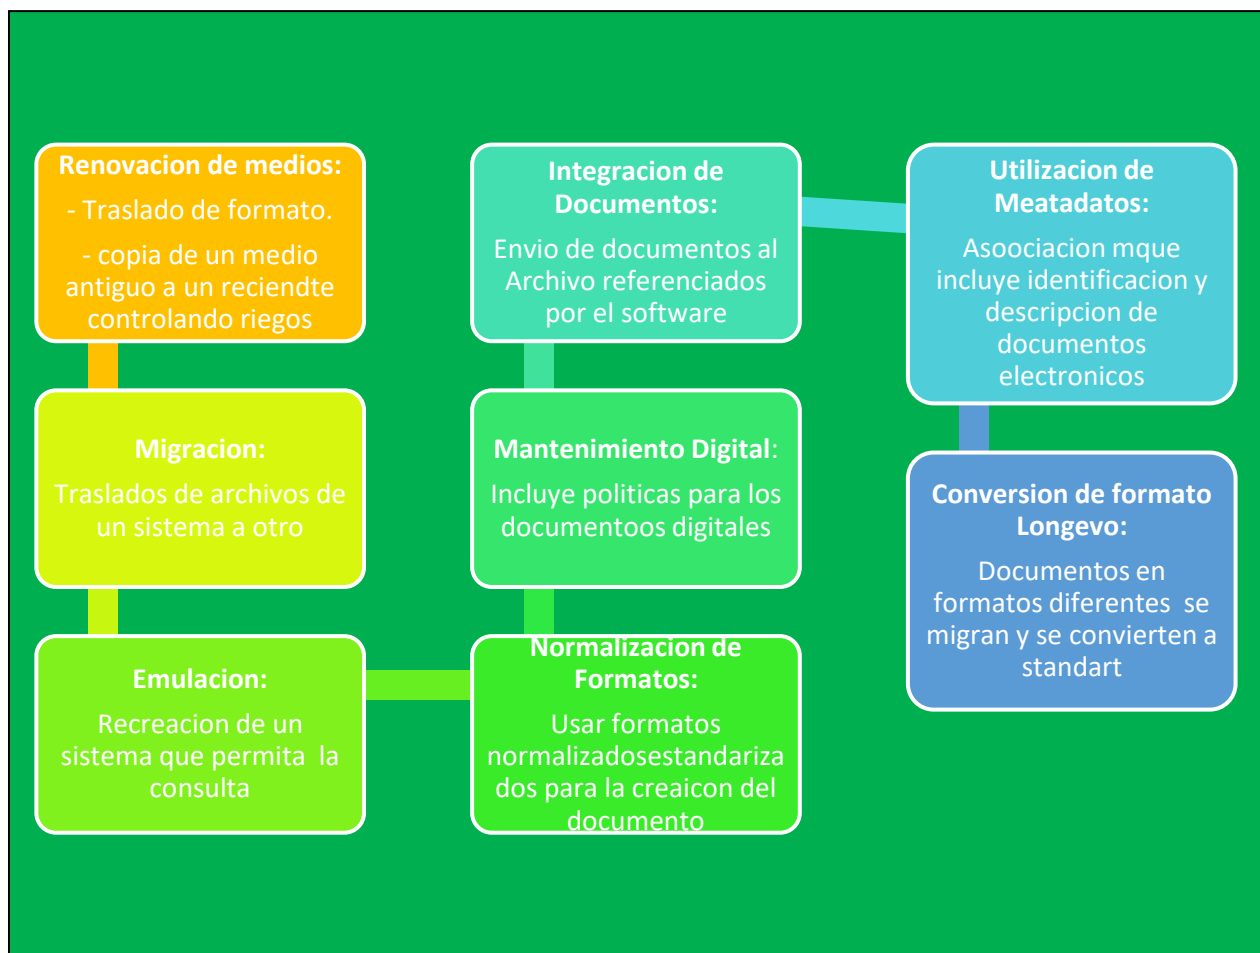 Renovacion de medios:
- Traslado de formato.
- copia de un medio
antiguo a un reciendte
controlando riegos
Migracion:
Traslados de archivos de
un sistema a otro
Emulacion:
Recreacion de un
sistema que permita  la
consulta
Normalizacion de
Formatos:
Usar formatos
normalizadosestandariza
dos para la creaicon del
documento
Mantenimiento Digital:
Incluye politicas para los
documentoos digitales
Integracion de
Documentos:
Envio de documentos al
Archivo referenciados
por el software
Utilizacion de
Meatadatos:
Asoociacion mque
incluye identificacion y
descripcion de
documentos
electronicos
Conversion de formato
Longevo:
Documentos en
formatos diferentes  se
migran y se convierten a
standart